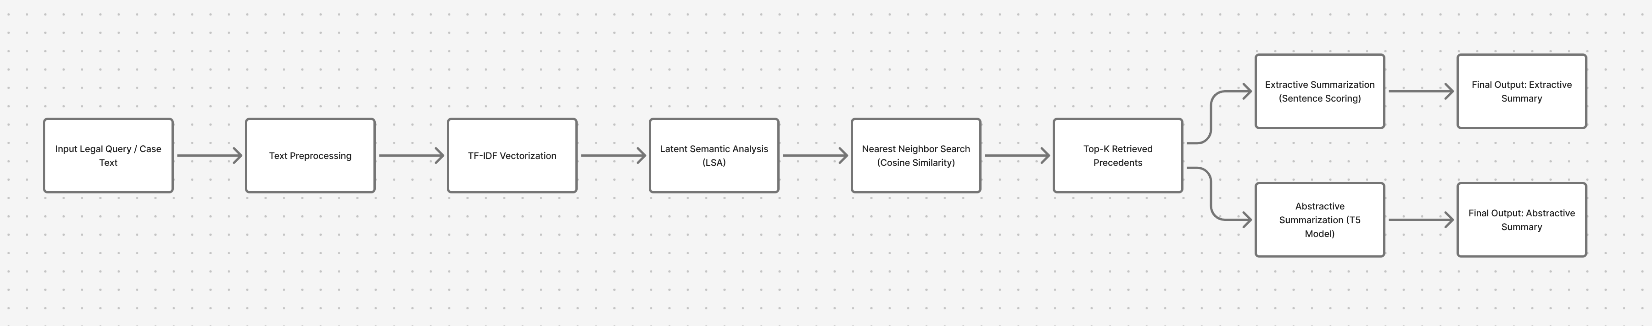 Input Legal Query / Case
Text
Text Preprocessing
TF-IDF Vectorization
Latent Semantic Analysis
(LSA)
Nearest Neighbor Search
(Cosine Similarity)
Top-K Retrieved
Precedents
Extractive Summarization
(Sentence Scoring)
Final Output: Extractive
Summary
Abstractive
Summarization (T5
Model)
Final Output: Abstractive
Summary